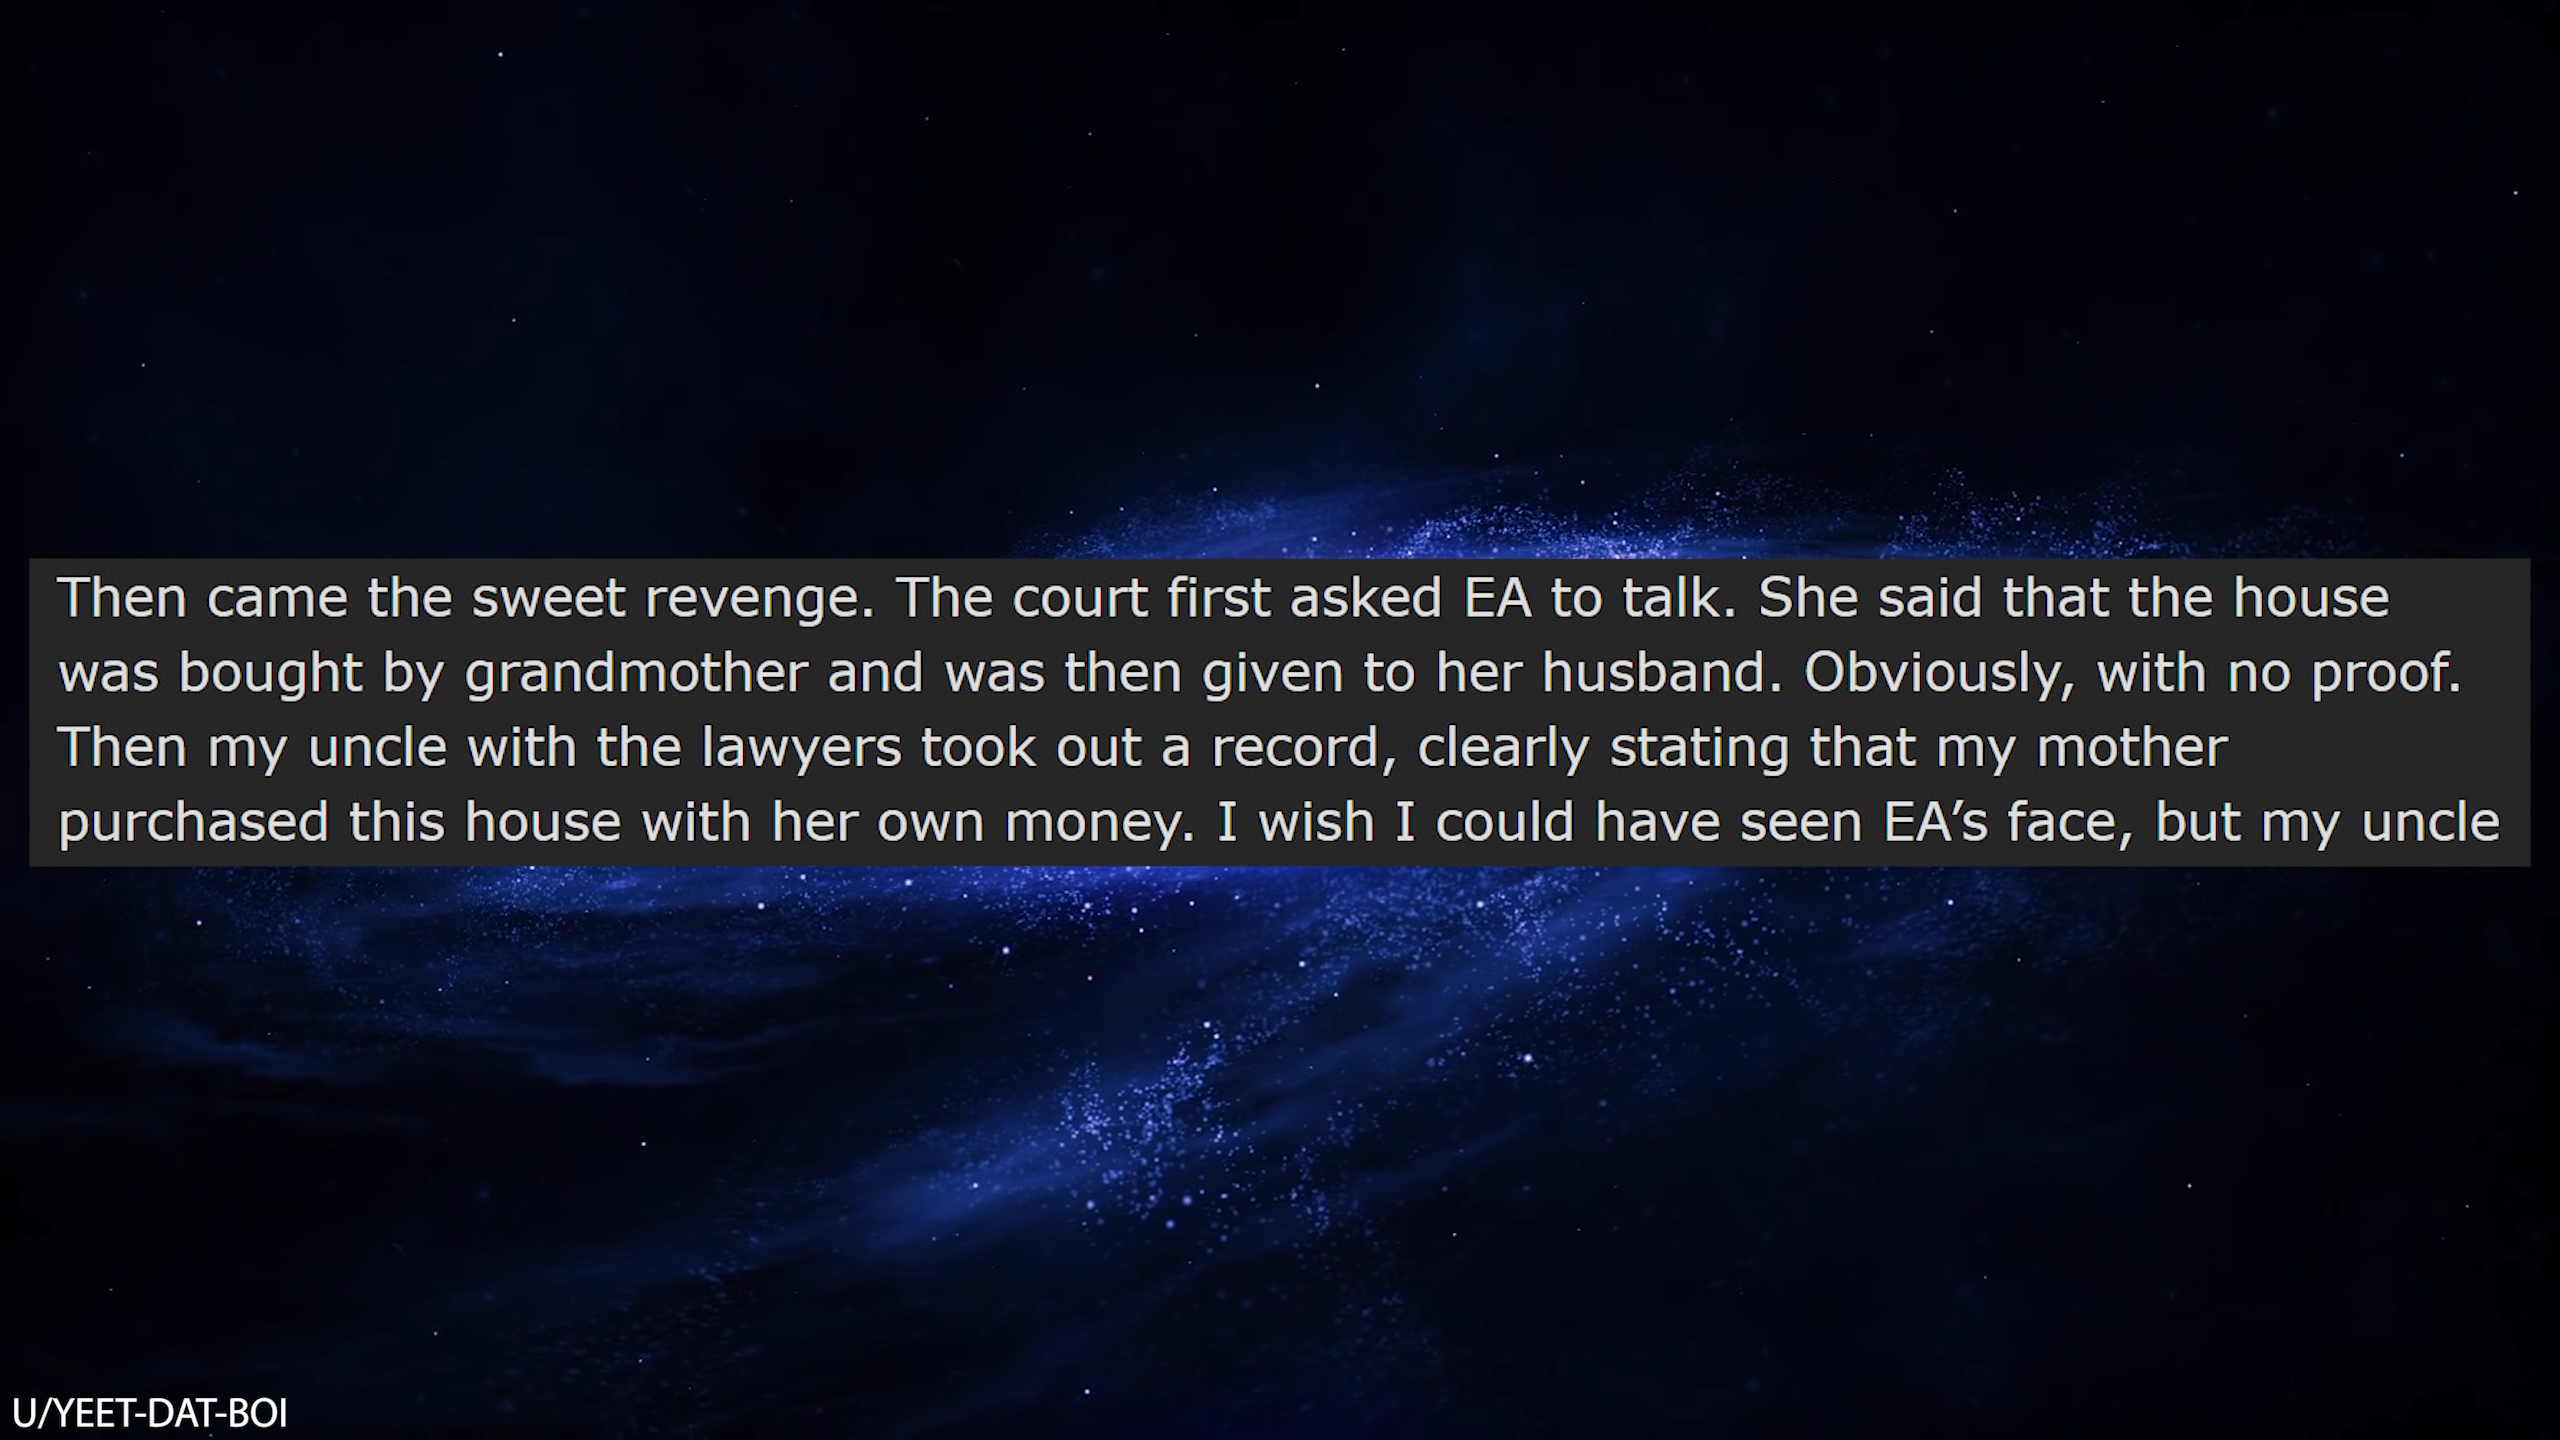 Then came the sweet revenge. The court first asked EA to talk. She said that the house
was bought by grandmother and was then given to her husband. Obviously, with no proof.
Then my uncle with the lawyers took out a record, clearly stating that my mother
purchased this house with her own money. I wish I could have seen EA’s face, but my uncle
U/YEET-DAT-BOI